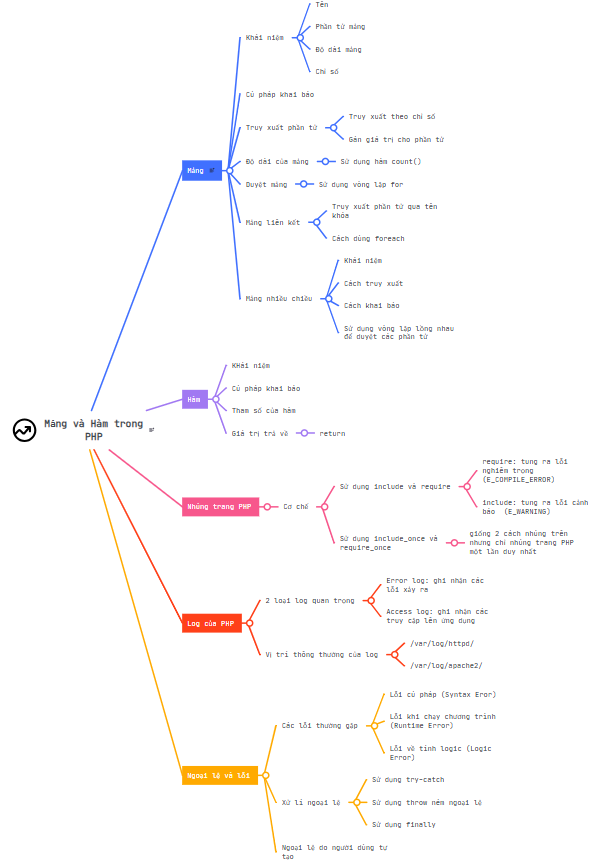 Mảng và Hàm trong
PHP
Mảng
Khái niệm
Tên
Phần tử mảng
Độ dài mảng
Chỉ số
Cú pháp khai báo
Truy xuất phần tử
Truy xuất theo chỉ số
Gán giá trị cho phần tử
Độ dài của mảng
Sử dụng hàm count()
Duyệt mảng
Sử dụng vòng lặp for
Mảng liên kết
Truy xuất phần tử qua tên
khóa
Cách dùng foreach
Mảng nhiều chiều
Khái niệm
Cách truy xuất
Cách khai báo
Sử dụng vòng lặp lồng nhau
để duyệt các phần tử
Hàm
KHái niệm
Cú pháp khai báo
Tham số của hàm
Giá trị trả về
return
Nhúng trang PHP
Cơ chế
Sử dụng include và require
require: tung ra lỗi
nghiêm trọng
(E_COMPILE_ERROR)
include: tung ra lỗi cảnh
báo (E_WARNING)
Sử dụng include_once và
require_once
giống 2 cách nhúng trên
nhưng chỉ nhúng trang PHP
một lần duy nhất
Log của PHP
2 loại log quan trọng
Error log: ghi nhận các
lỗi xảy ra
Access log: ghi nhận các
truy cập lên ứng dụng
Vị trí thông thường của log
/var/log/httpd/
/var/log/apache2/
Ngoại lệ và lỗi
Các lỗi thường gặp
Lỗi cú pháp (Syntax Eror)
Lỗi khi chạy chương trình
(Runtime Error)
Lỗi về tính logic (Logic
Error)
Xử lí ngoại lệ
Sử dụng try-catch
Sử dụng throw ném ngoại lệ
Sử dụng finally
Ngoại lệ do người dùng tự
tạo